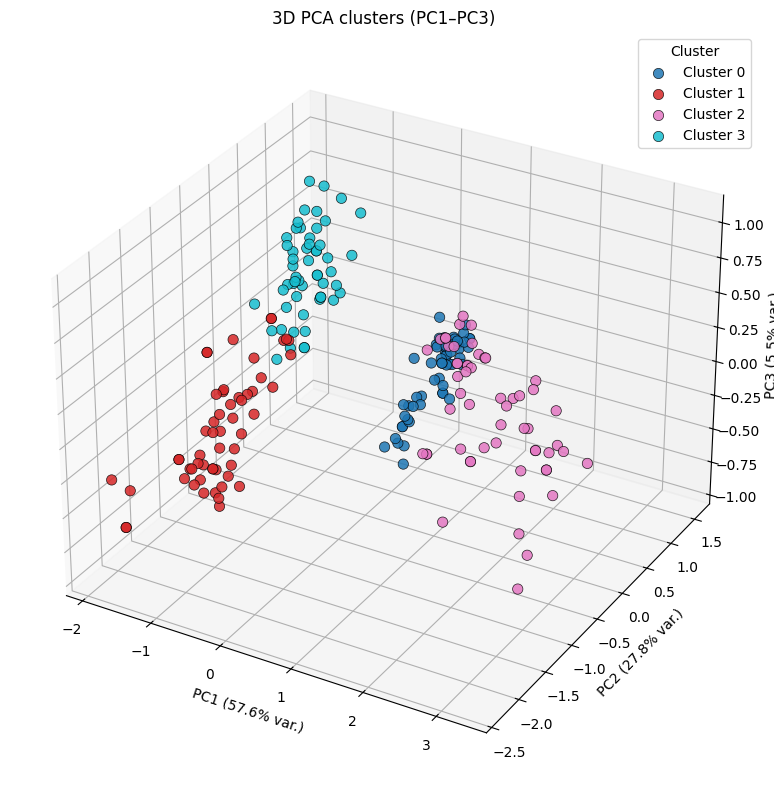 3D PCA clusters (PC1–PC3)
Cluster
Cluster 0
Cluster 1
Cluster 2
Cluster 3
1.00
0.75
0.50
0.25
0.00
−0.25
−0.50
−0.75
−1.00
PC3 (5.5% var.)
1.5
1.0
0.5
0.0
−0.5
−1.0
−1.5
−2.0
−2.5
PC2 (27.8% var.)
−2
−1
0
1
2
3
PC1 (57.6% var.)